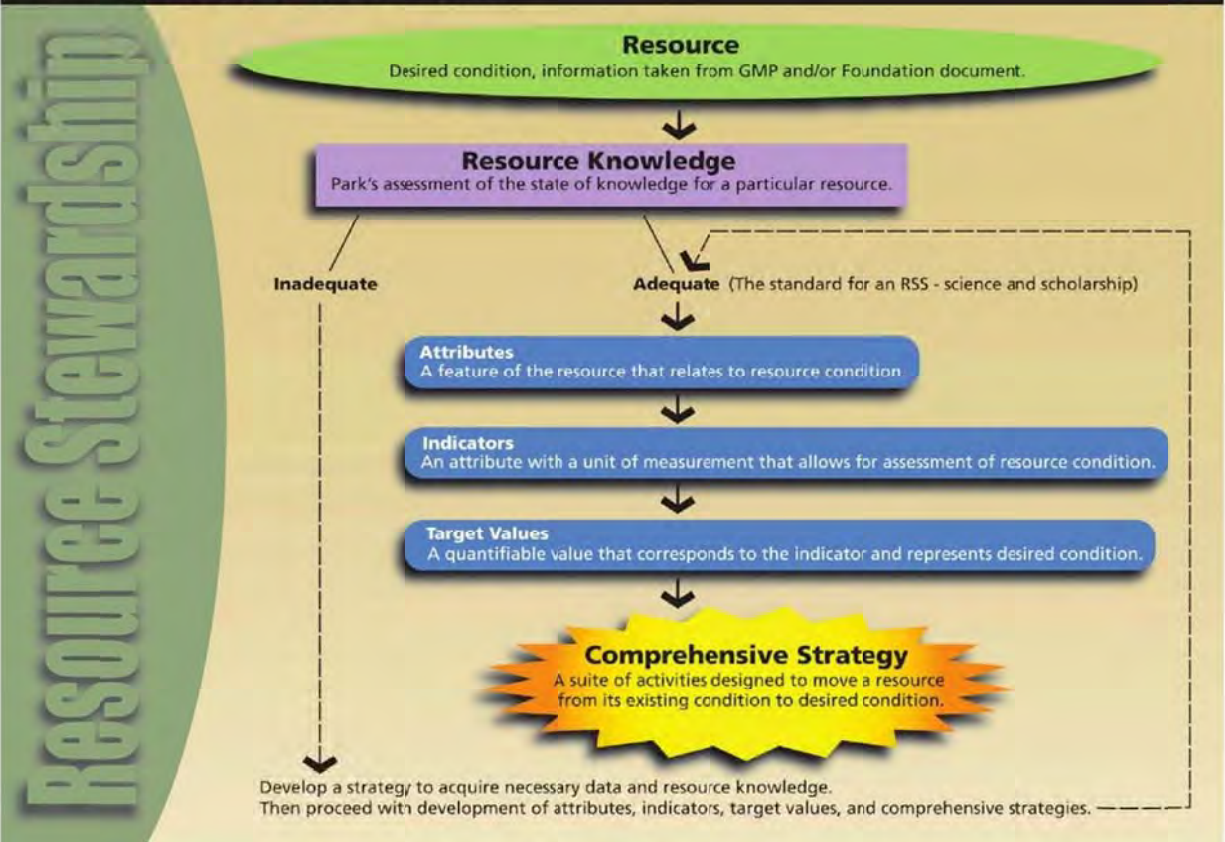 Resource Stewardship
Resource
Desired condition, information taken from GMP and/or Foundation document.
Resource Knowledge
Park's assessment of the state of knowledge for a particular resource.
Inadequate
Adequate (The standard for an RSS - science and scholarship)
Attributes
A feature of the resource that relates to resource condition
Indicators
An attribute with a unit of measurement that allows for assessment of resource condition.
Target Values
A quantifiable value that corresponds to the indicator and represents desired condition.
Comprehensive Strategy
A suite of activities designed to move a resource
from its existing condition to desired condition.
Develop a strategy to acquire necessary data and resource knowledge.
Then proceed with development of attributes, indicators, target values, and comprehensive strategies.